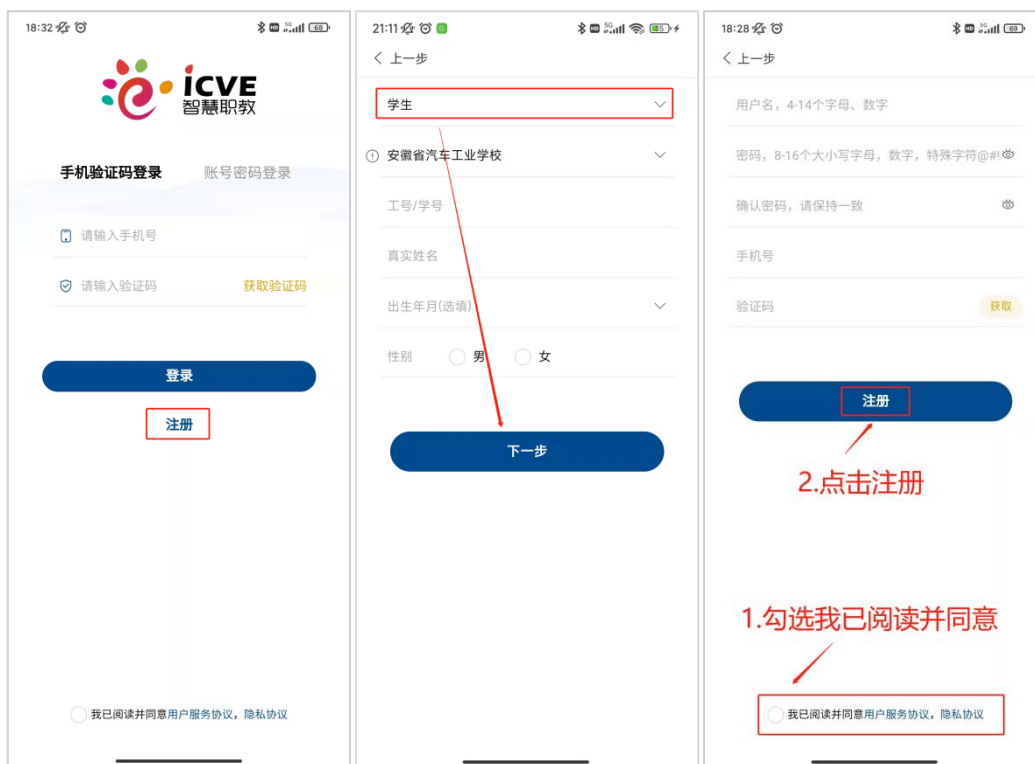 18:32
68
iCVE
智慧职教
手机验证码登录 账号密码登录
请输入手机号
请输入验证码 获取验证码
登录
注册
我已阅读并同意用户服务协议，隐私协议
21:11
5G
上一步
学生
安徽省汽车工业学校
工号/学号
真实姓名
出生年月(选填)
性别 男 女
下一步
18:28
5G 69
上一步
用户名，4-14个字母、数字
密码，8-16个大小写字母，数字，特殊字符@#!
确认密码，请保持一致
手机号
验证码 获取
注册
2.点击注册
1.勾选我已阅读并同意
我已阅读并同意用户服务协议，隐私协议